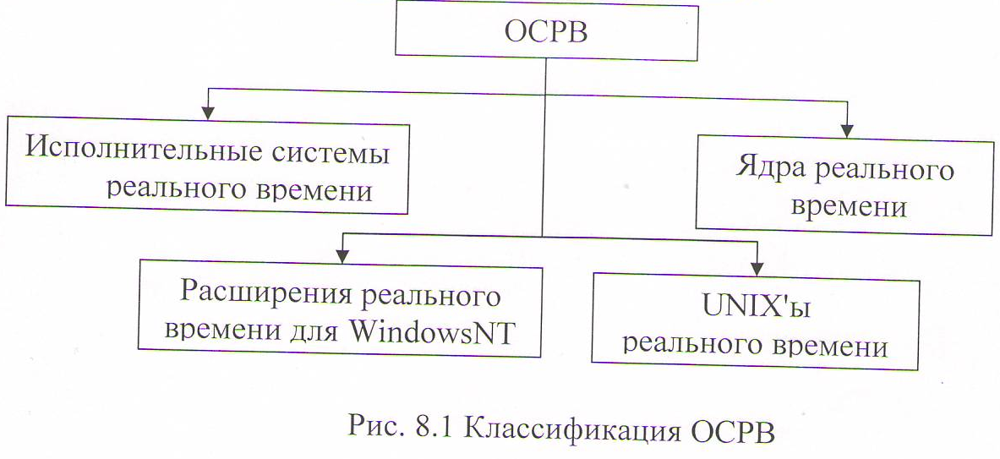 ОСРВ
Исполнительные системы
реального времени
Ядра реального
времени
Расширения реального
времени для WindowsNT
UNIX'ы
реального времени
Рис. 8.1 Классификация ОСРВ